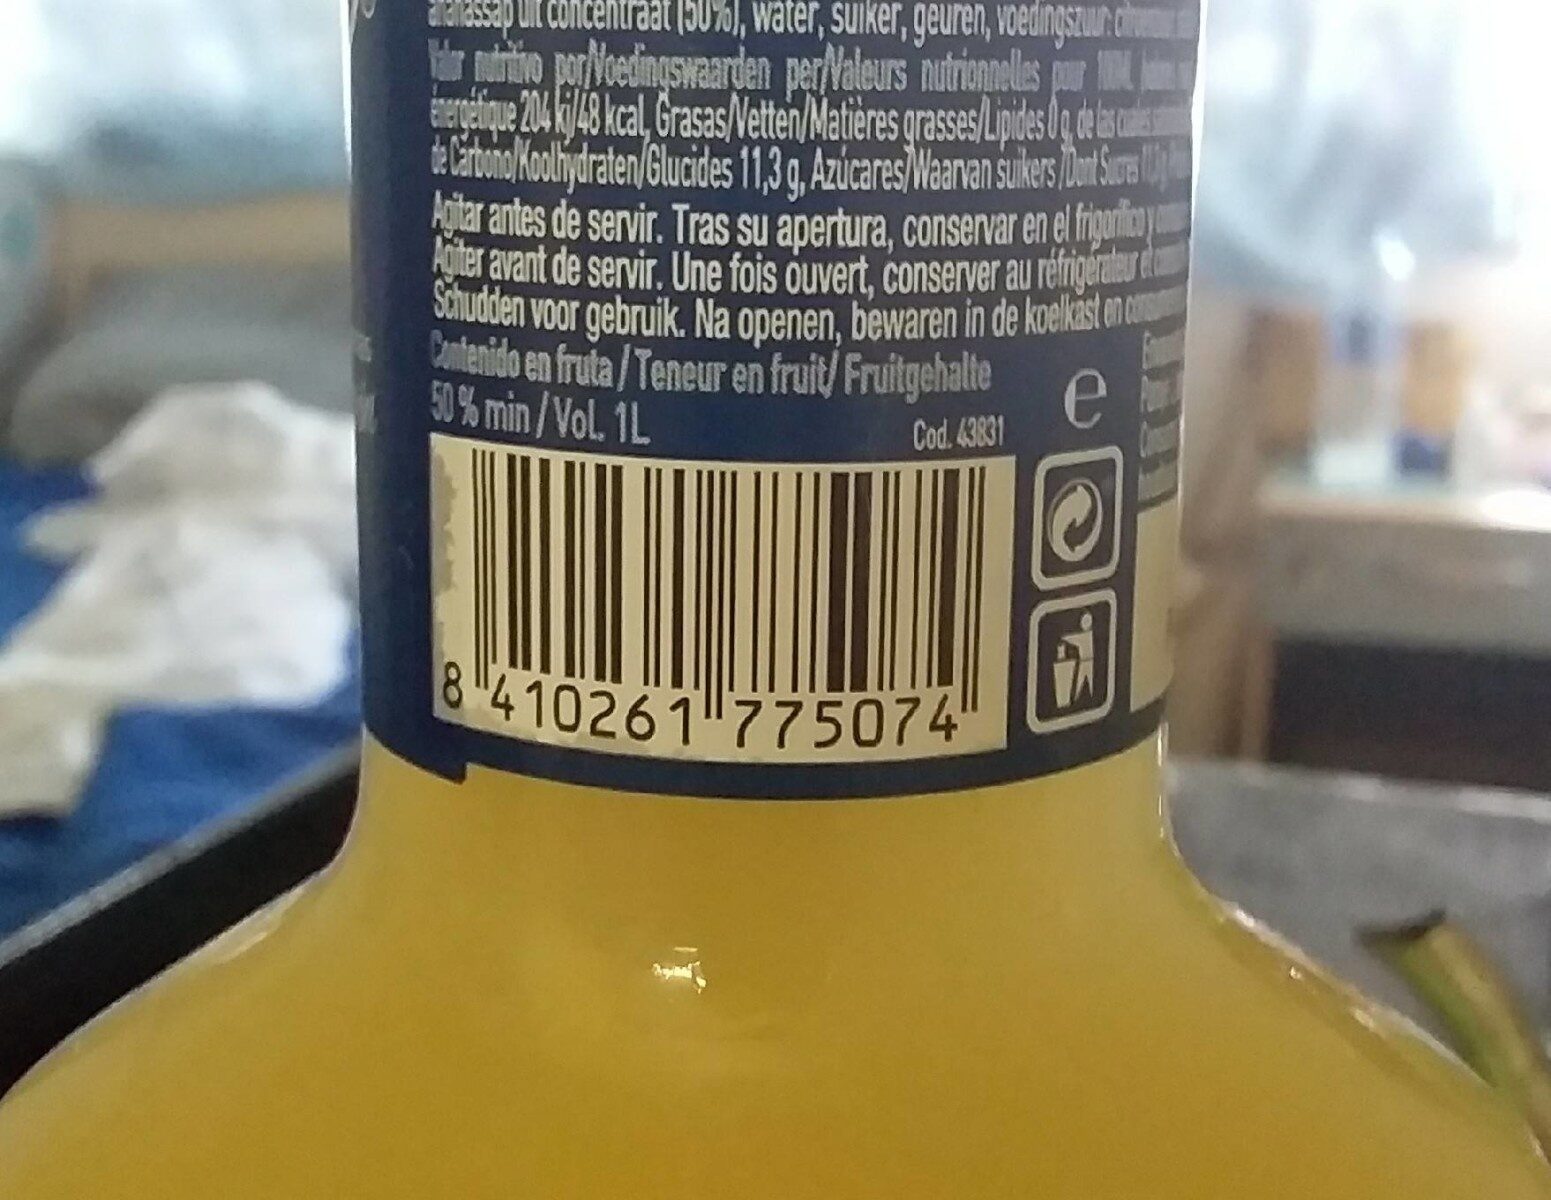 ananassap uit concentraat (50%), water, suiker, geuren, voedingszuur:
Valor nutritivo por/Voedingswaarden per/Valeurs nutrionnelles pour 100ML
énergétique 204 kj/48 kcal, Grasas/Vetten/Matières grasses/Lipides 0 g, de las cuales
de Carbono/Koolhydraten/Glucides 11,3 g, Azúcares/Waarvan suikers /Dont Sucres
Agitar antes de servir. Tras su apertura, conservar en el frigorífico y
Agiter avant de servir. Une fois ouvert, conserver au réfrigérateur et
Schudden voor gebruik. Na openen, bewaren in de koelkast en
Contenido en fruta / Teneur en fruit/ Fruitgehalte
50 % min / Vol. 1L
Cod. 43831
e
8 410261 775074